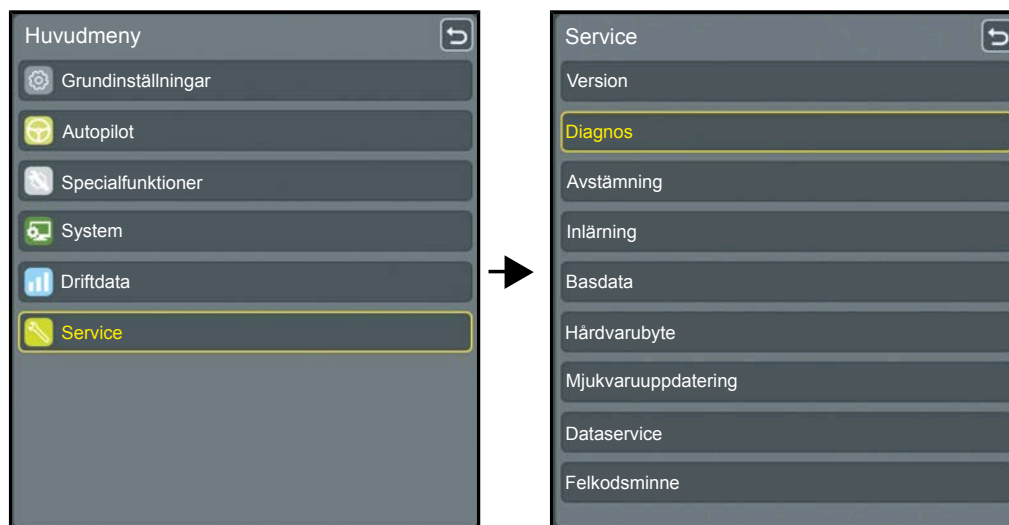 Huvudmeny
Grundinställningar
Autopilot
Specialfunktioner
System
Driftdata
Service
Service
Version
Diagnos
Avstämning
Inlärning
Basdata
Hårdvarubyte
Mjukvaruuppdatering
Dataservice
Felkodsminne